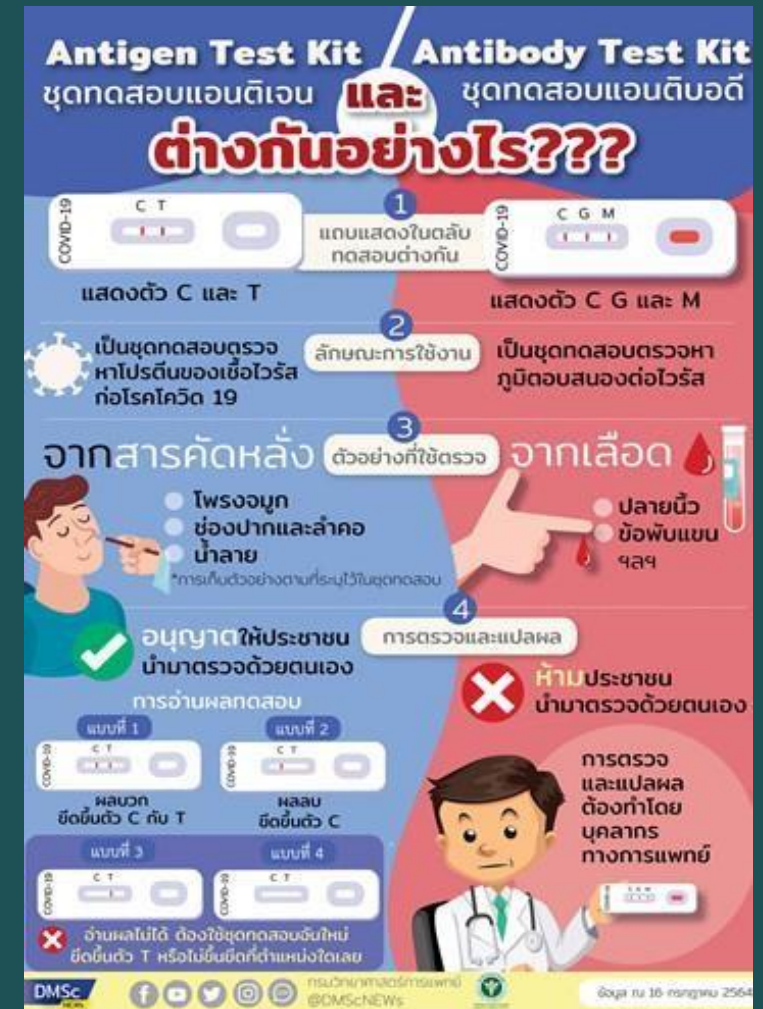 Antigen Test Kit
ชุดทดสอบแอนติเจน
และ
Antibody Test Kit
ชุดทดสอบแอนติบอดี
ต่างกันอย่างไร???
1
แถบแสดงในตลับ
ทดสอบต่างกัน
COVID-19
C T
แสดงตัว C และ T
COVID-19
C G M
แสดงตัว C G และ M
2
ลักษณะการใช้งาน
เป็นชุดทดสอบตรวจ
หาโปรตีนของเชื้อไวรัส
ก่อโรคโควิด 19
เป็นชุดทดสอบตรวจหา
ภูมิตอบสนองต่อไวรัส
3
ตัวอย่างที่ใช้ตรวจ
จากสารคัดหลั่ง
โพรงจมูก
ช่องปากและลำคอ
น้ำลาย
*การเก็บตัวอย่างตามที่ระบุไว้ในชุดทดสอบ
จากเลือด
ปลายนิ้ว
ข้อพับแขน
ฯลฯ
4
การตรวจและแปลผล
อนุญาตให้ประชาชน
นำมาตรวจด้วยตนเอง
การอ่านผลทดสอบ
แบบที่ 1
COVID-19
C T
ผลบวก
ขีดขึ้นตัว C กับ T
แบบที่ 2
COVID-19
C T
ผลลบ
ขีดขึ้นตัว C
แบบที่ 3
COVID-19
C T
แบบที่ 4
COVID-19
C T
อ่านผลไม่ได้ ต้องใช้ชุดทดสอบอันใหม่
ขีดขึ้นตัว T หรือไม่ขึ้นขีดที่ตำแหน่งใดเลย
ห้ามประชาชน
นำมาตรวจด้วยตนเอง
การตรวจ
และแปลผล
ต้องทำโดย
บุคลากร
ทางการแพทย์
DMSc
NEWS
กรมวิทยาศาสตร์การแพทย์
@DMScNEWs
ข้อมูล ณ 16 กรกฎาคม 2564